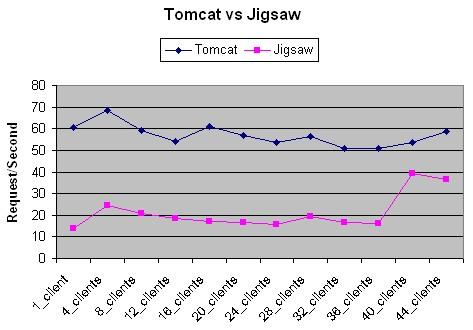 Tomcat vs Jigsaw
Tomcat Jigsaw
Request/Second
80
70
60
50
40
30
20
10
0
1_client
4_clients
8_clients
12_clients
16_clients
20_clients
24_clients
28_clients
32_clients
38_clients
40_clients
44_clients